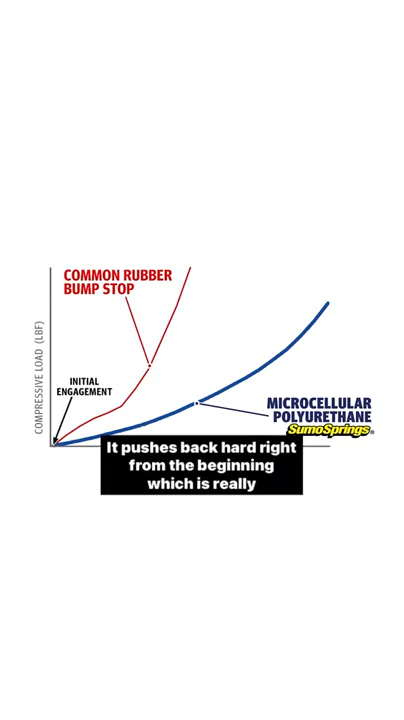 COMMON RUBBER
BUMP STOP
INITIAL
ENGAGEMENT
COMPRESSIVE LOAD (LBF)
MICROCELLULAR
POLYURETHANE
SumoSprings®
It pushes back hard right
from the beginning
which is really